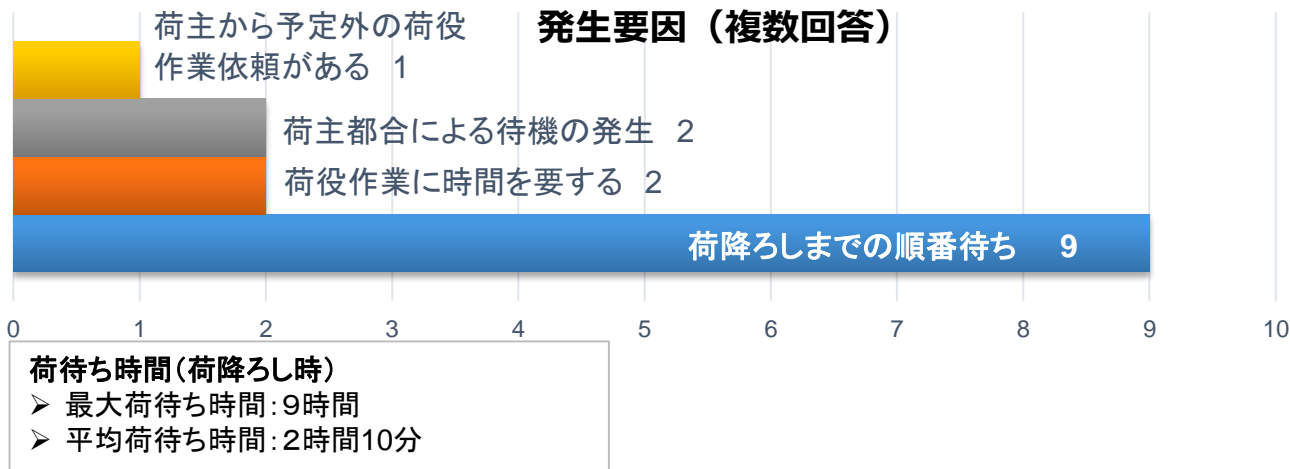 発生要因（複数回答）
荷主から予定外の荷役
作業依頼がある 1
荷主都合による待機の発生 2
荷役作業に時間を要する 2
荷降ろしまでの順番待ち 9
0 1 2 3 4 5 6 7 8 9 10
荷待ち時間（荷降ろし時）
➢ 最大荷待ち時間：９時間
➢ 平均荷待ち時間：２時間10分